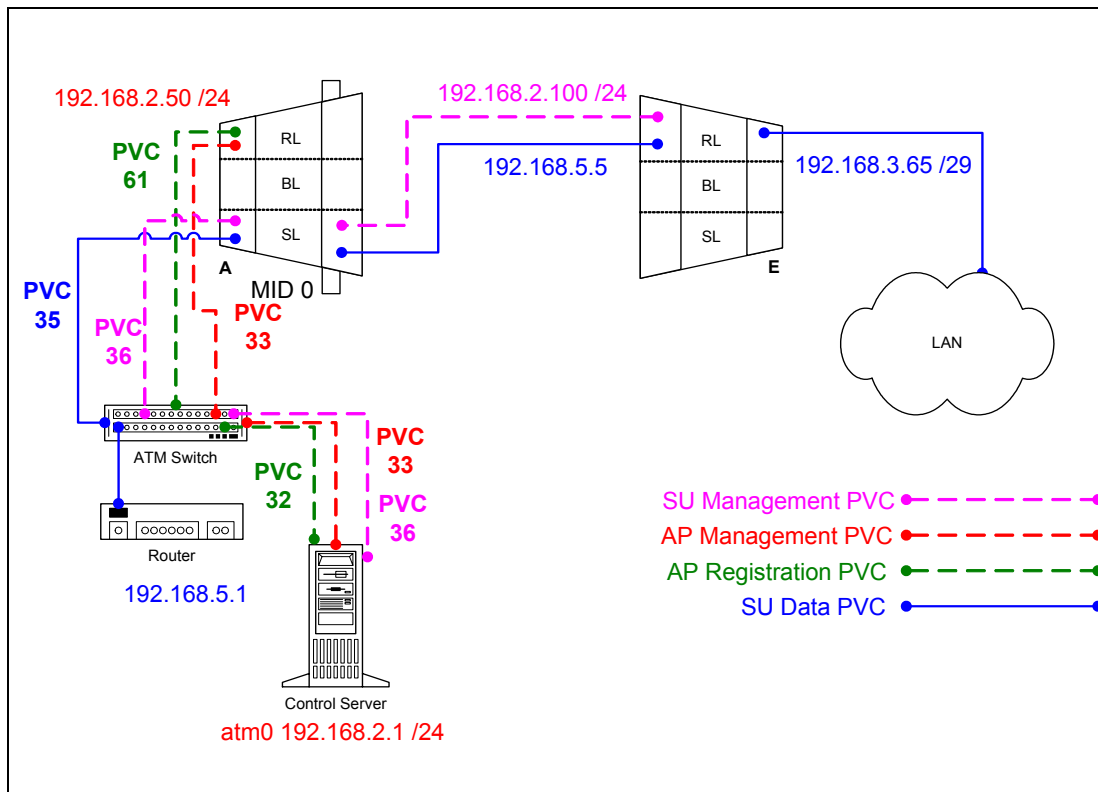 192.168.2.50 /24
192.168.2.100 /24
PVC
61
RL
BL
SL
A
MID 0
192.168.5.5
RL
BL
SL
E
192.168.3.65 /29
PVC
35
PVC
36
PVC
33
LAN
ATM Switch
PVC
32
PVC
33
PVC
36
Router
192.168.5.1
Control Server
atm0 192.168.2.1 /24
SU Management PVC
AP Management PVC
AP Registration PVC
SU Data PVC